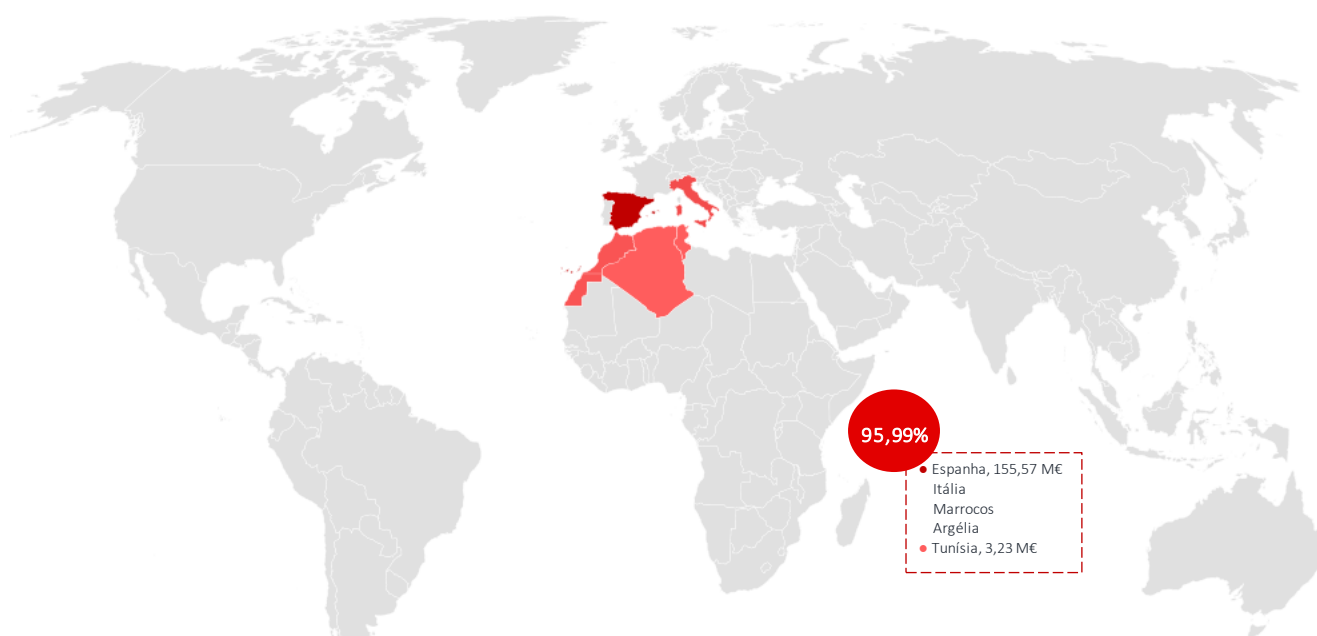 95,99%
Espanha, 155,57 M€
Itália
Marrocos
Argélia
Tunísia, 3,23 M€